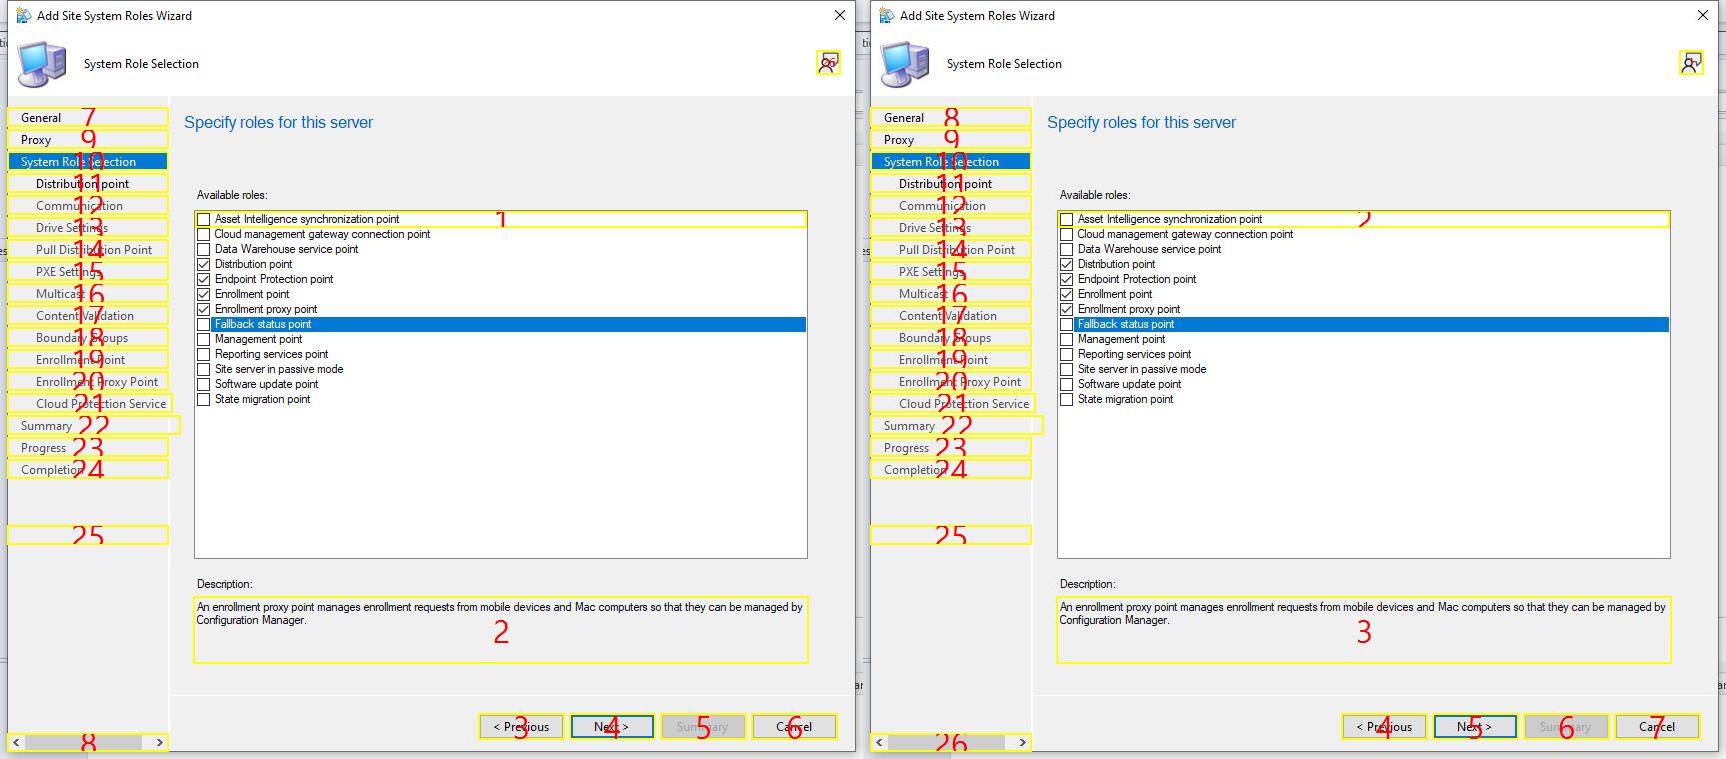 Add Site System Roles Wizard
System Role Selection
26
General 7
Proxy 9
System Role Selection 10
Distribution point 11
Communication 12
Drive Settings 13
Pull Distribution Point 14
PXE Settings 15
Multicast 16
Content Validation 17
Boundary Groups 18
Enrollment Point 19
Enrollment Proxy Point 20
Cloud Protection Service 21
Summary 22
Progress 23
Completion 24
25
8
Specify roles for this server
Available roles:
Asset Intelligence synchronization point 1
Cloud management gateway connection point
Data Warehouse service point
Distribution point
Endpoint Protection point
Enrollment point
Enrollment proxy point
Fallback status point
Management point
Reporting services point
Site server in passive mode
Software update point
State migration point
Description:
An enrollment proxy point manages enrollment requests from mobile devices and Mac computers so that they can be managed by
Configuration Manager.
2
< Previous 3
Next > 4
Summary 5
Cancel 6
Add Site System Roles Wizard
System Role Selection
1
General 8
Proxy 9
System Role Selection 10
Distribution point 11
Communication 12
Drive Settings 13
Pull Distribution Point 14
PXE Settings 15
Multicast 16
Content Validation 17
Boundary Groups 18
Enrollment Point 19
Enrollment Proxy Point 20
Cloud Protection Service 21
Summary 22
Progress 23
Completion 24
25
26
Specify roles for this server
Available roles:
Asset Intelligence synchronization point 2
Cloud management gateway connection point
Data Warehouse service point
Distribution point
Endpoint Protection point
Enrollment point
Enrollment proxy point
Fallback status point
Management point
Reporting services point
Site server in passive mode
Software update point
State migration point
Description:
An enrollment proxy point manages enrollment requests from mobile devices and Mac computers so that they can be managed by
Configuration Manager.
3
< Previous 4
Next > 5
Summary 6
Cancel 7